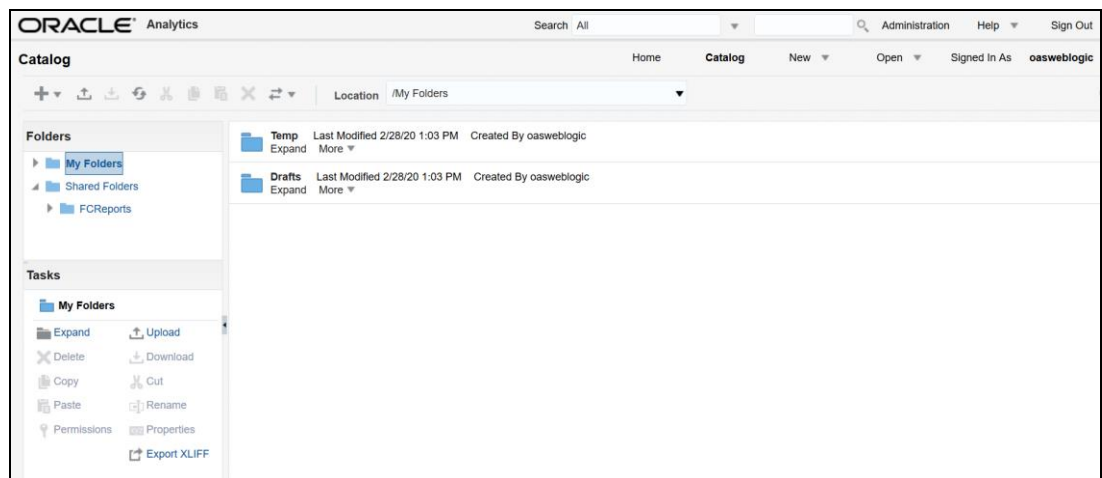 ORACLE Analytics Search All Administration Help Sign Out
Catalog Home Catalog New Open Signed In As oasweblogic
Location /My Folders
Folders
My Folders
Shared Folders
FCReports
Temp Last Modified 2/28/20 1:03 PM Created By oasweblogic
Expand More
Drafts Last Modified 2/28/20 1:03 PM Created By oasweblogic
Expand More
Tasks
My Folders
Expand Upload
Delete Download
Copy Cut
Paste Rename
Permissions Properties
Export XLIFF